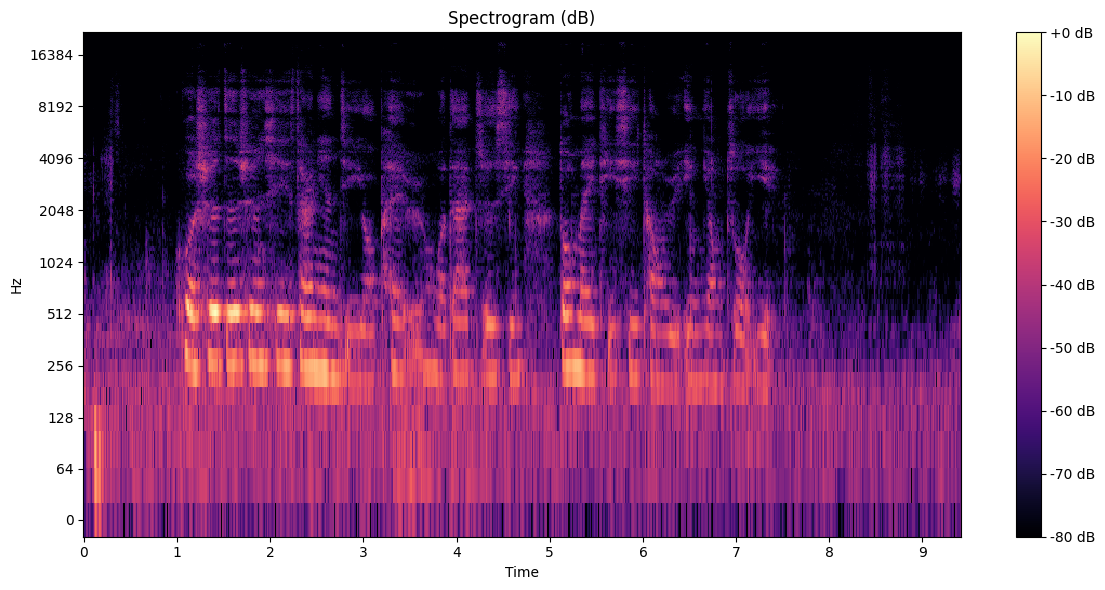 Spectrogram (dB)
16384
8192
4096
2048
1024
512
256
128
64
0
Hz
0 1 2 3 4 5 6 7 8 9
Time
+0 dB
-10 dB
-20 dB
-30 dB
-40 dB
-50 dB
-60 dB
-70 dB
-80 dB